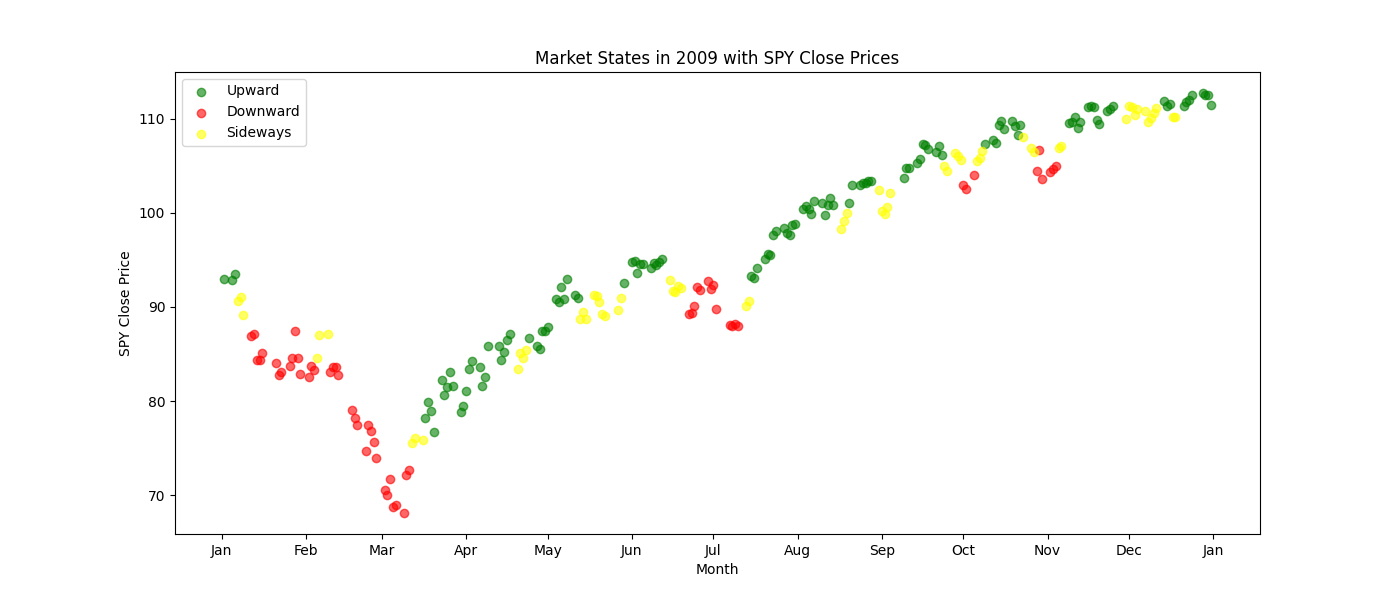 Market States in 2009 with SPY Close Prices
Upward
Downward
Sideways
SPY Close Price
110
100
90
80
70
Jan Feb Mar Apr May Jun Jul Aug Sep Oct Nov Dec Jan
Month